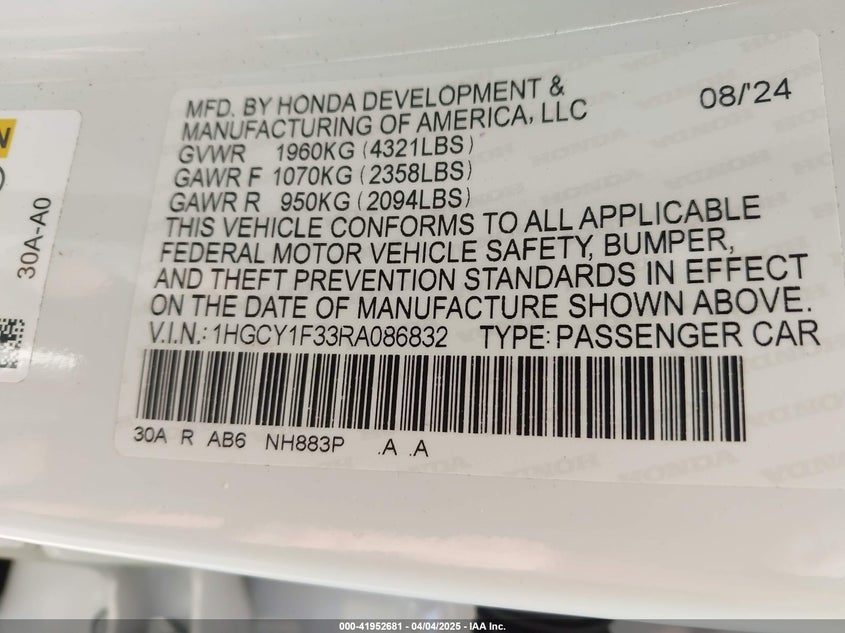 MFD. BY HONDA DEVELOPMENT & 08/'24
MANUFACTURING OF AMERICA, LLC
GVWR 1960KG (4321LBS)
GAWR F 1070KG (2358LBS)
GAWR R 950KG (2094LBS)
THIS VEHICLE CONFORMS TO ALL APPLICABLE
FEDERAL MOTOR VEHICLE SAFETY, BUMPER,
AND THEFT PREVENTION STANDARDS IN EFFECT
ON THE DATE OF MANUFACTURE SHOWN ABOVE.
V.I.N.: 1HGCY1F33RA086832 TYPE: PASSENGER CAR
30A R AB6 NH883P .A .A
30A-A0
HONDA
000-41952681 - 04/04/2025 - IAA Inc.